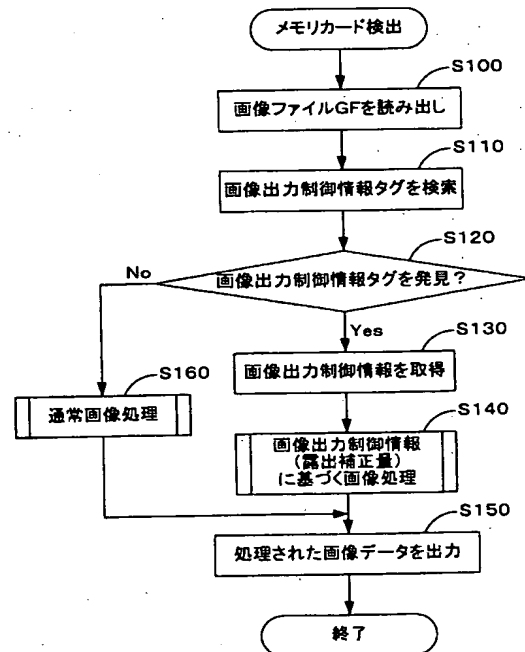 メモリカード検出
S100
画像ファイルGFを読み出し
S110
画像出力制御情報タグを検索
S120
画像出力制御情報タグを発見？
No
Yes
S130
画像出力制御情報を取得
S160
通常画像処理
S140
画像出力制御情報
(露出補正量)
に基づく画像処理
S150
処理された画像データを出力
終了